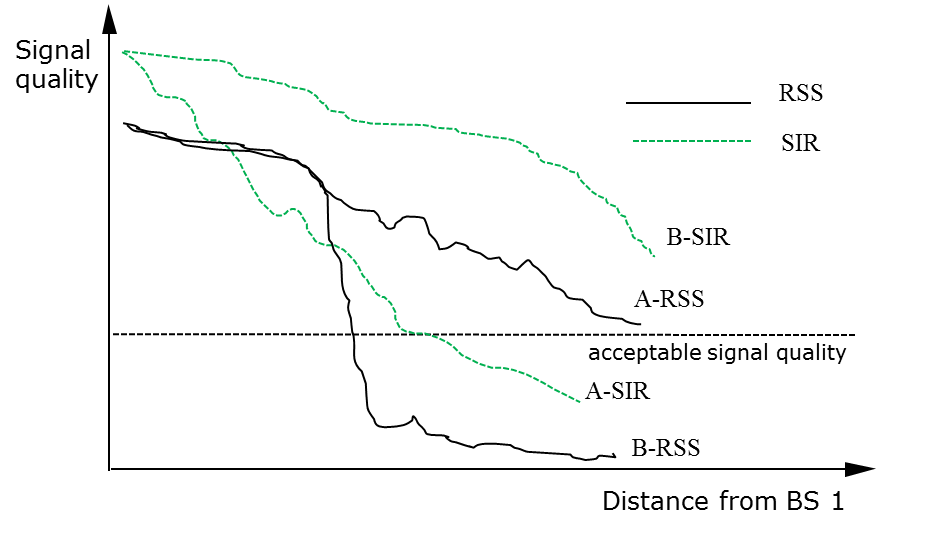 Signal
quality
RSS
SIR
B-SIR
A-RSS
acceptable signal quality
A-SIR
B-RSS
Distance from BS 1